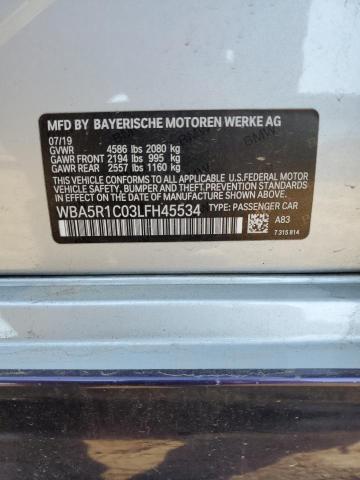 MFD BY BAYERISCHE MOTOREN WERKE AG
07/19
GVWR 4586 lbs 2080 kg
GAWR FRONT 2194 lbs 995 kg
GAWR REAR 2557 lbs 1160 kg
THIS VEHICLE CONFORMS TO ALL APPLICABLE U.S.FEDERAL MOTOR
VEHICLE SAFETY, BUMPER, AND THEFT PREVENTION STANDARDS IN
EFFECT ON THE DATE OF MANUFACTURE SHOWN ABOVE.
WBA5R1C03LFH45534 TYPE: PASSENGER CAR
A83
7 315 814